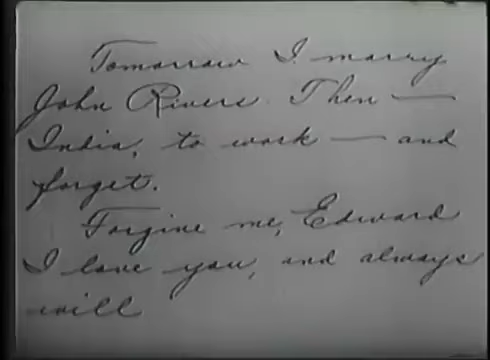 Tomorrow I marry
John Rivers. Then —
India, to work — and
forget.
Forgive me, Edward
I love you, and always
will